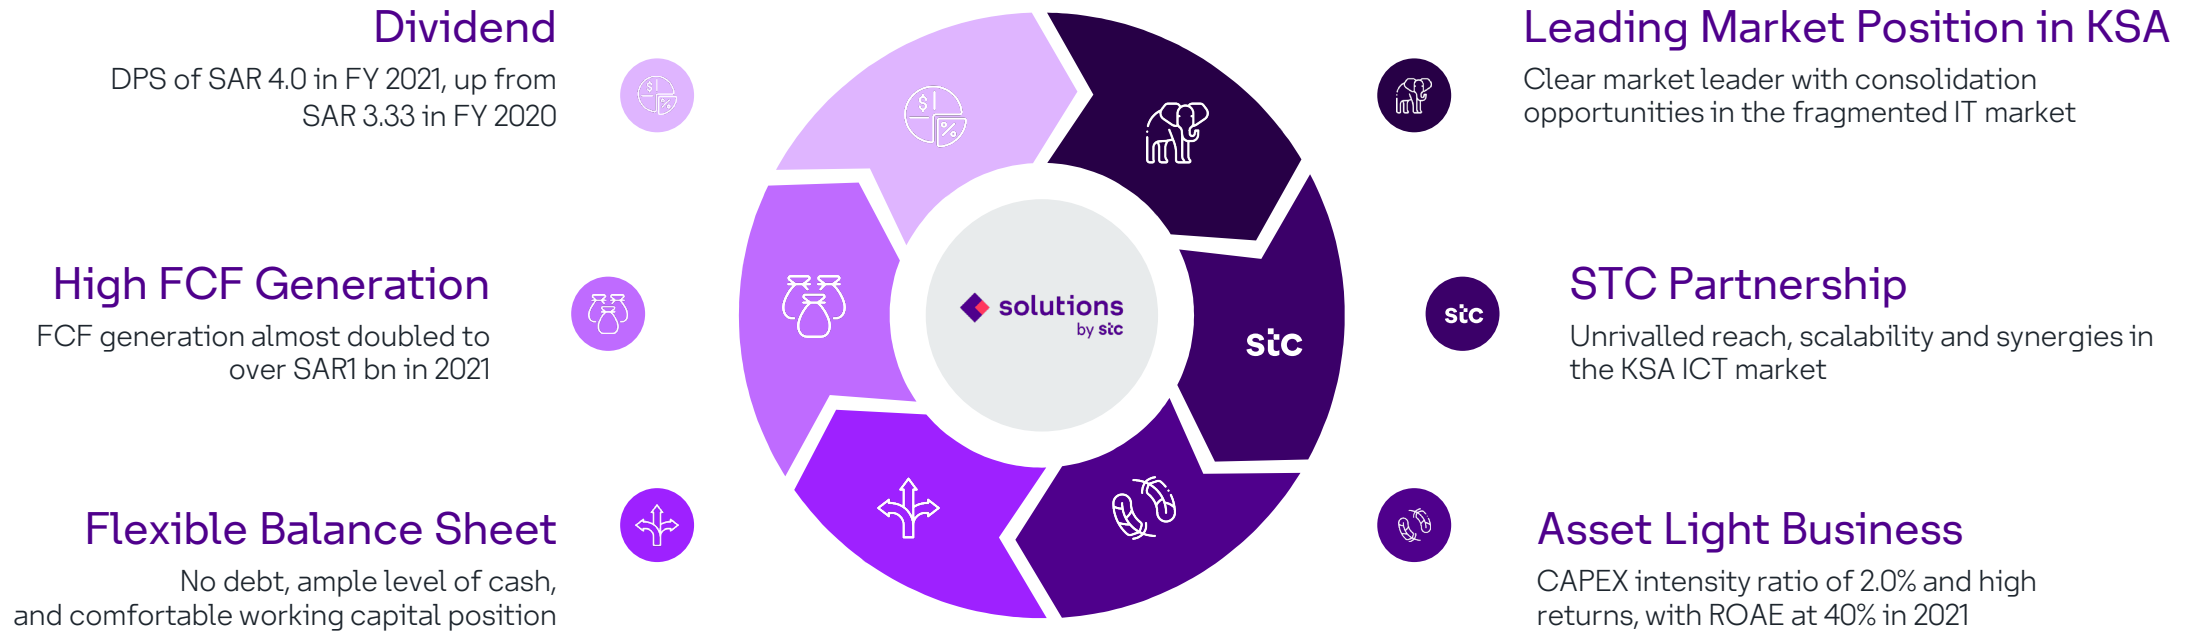 Dividend
DPS of SAR 4.0 in FY 2021, up from
SAR 3.33 in FY 2020
High FCF Generation
FCF generation almost doubled to
over SAR1 bn in 2021
Flexible Balance Sheet
No debt, ample level of cash,
and comfortable working capital position
$
%
solutions
by stc
stc
Leading Market Position in KSA
Clear market leader with consolidation
opportunities in the fragmented IT market
stc
STC Partnership
Unrivalled reach, scalability and synergies in
the KSA ICT market
Asset Light Business
CAPEX intensity ratio of 2.0% and high
returns, with ROAE at 40% in 2021
$
%